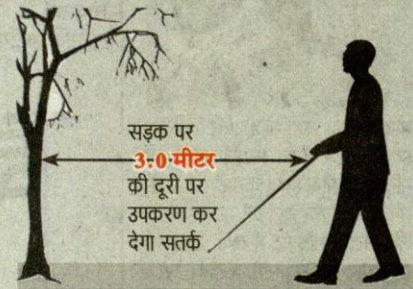 सड़क पर
3.0 मीटर
की दूरी पर
उपकरण कर
देगा सतर्क